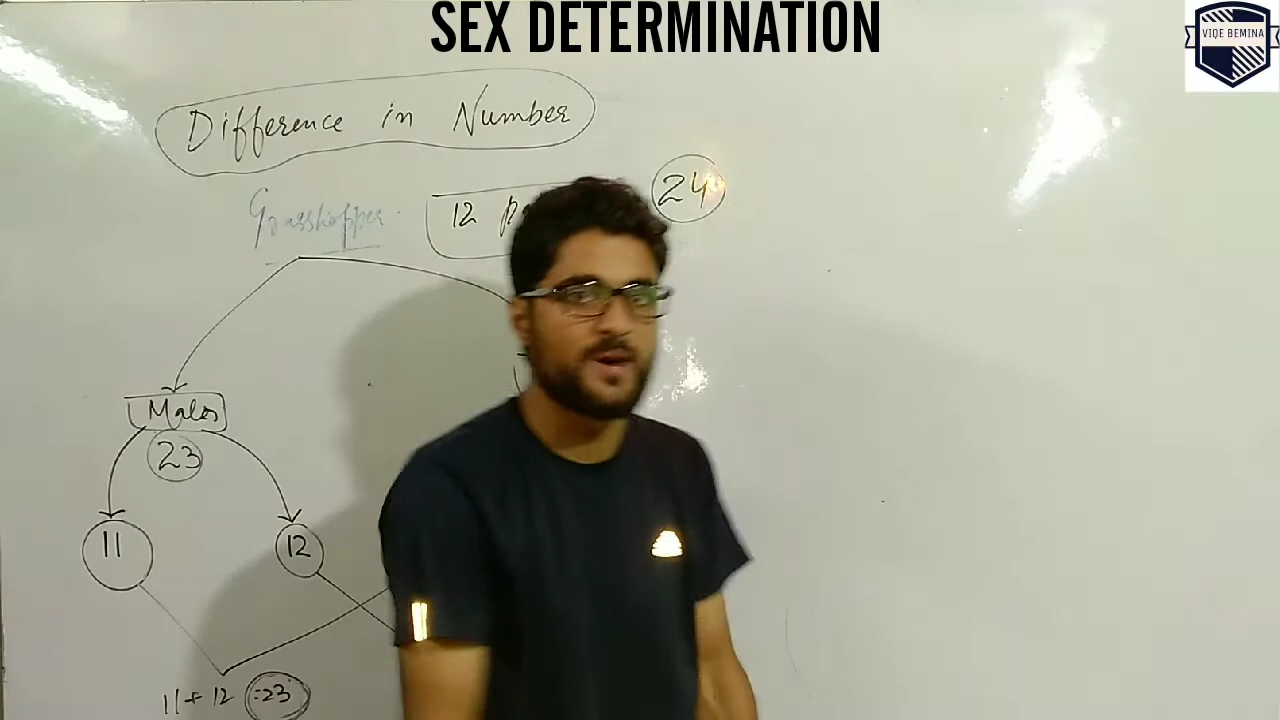 SEX DETERMINATION
VIQE BEMINA
Difference in Number
Grasshopper
12
24
Males
23
11
12
11 + 12 =23